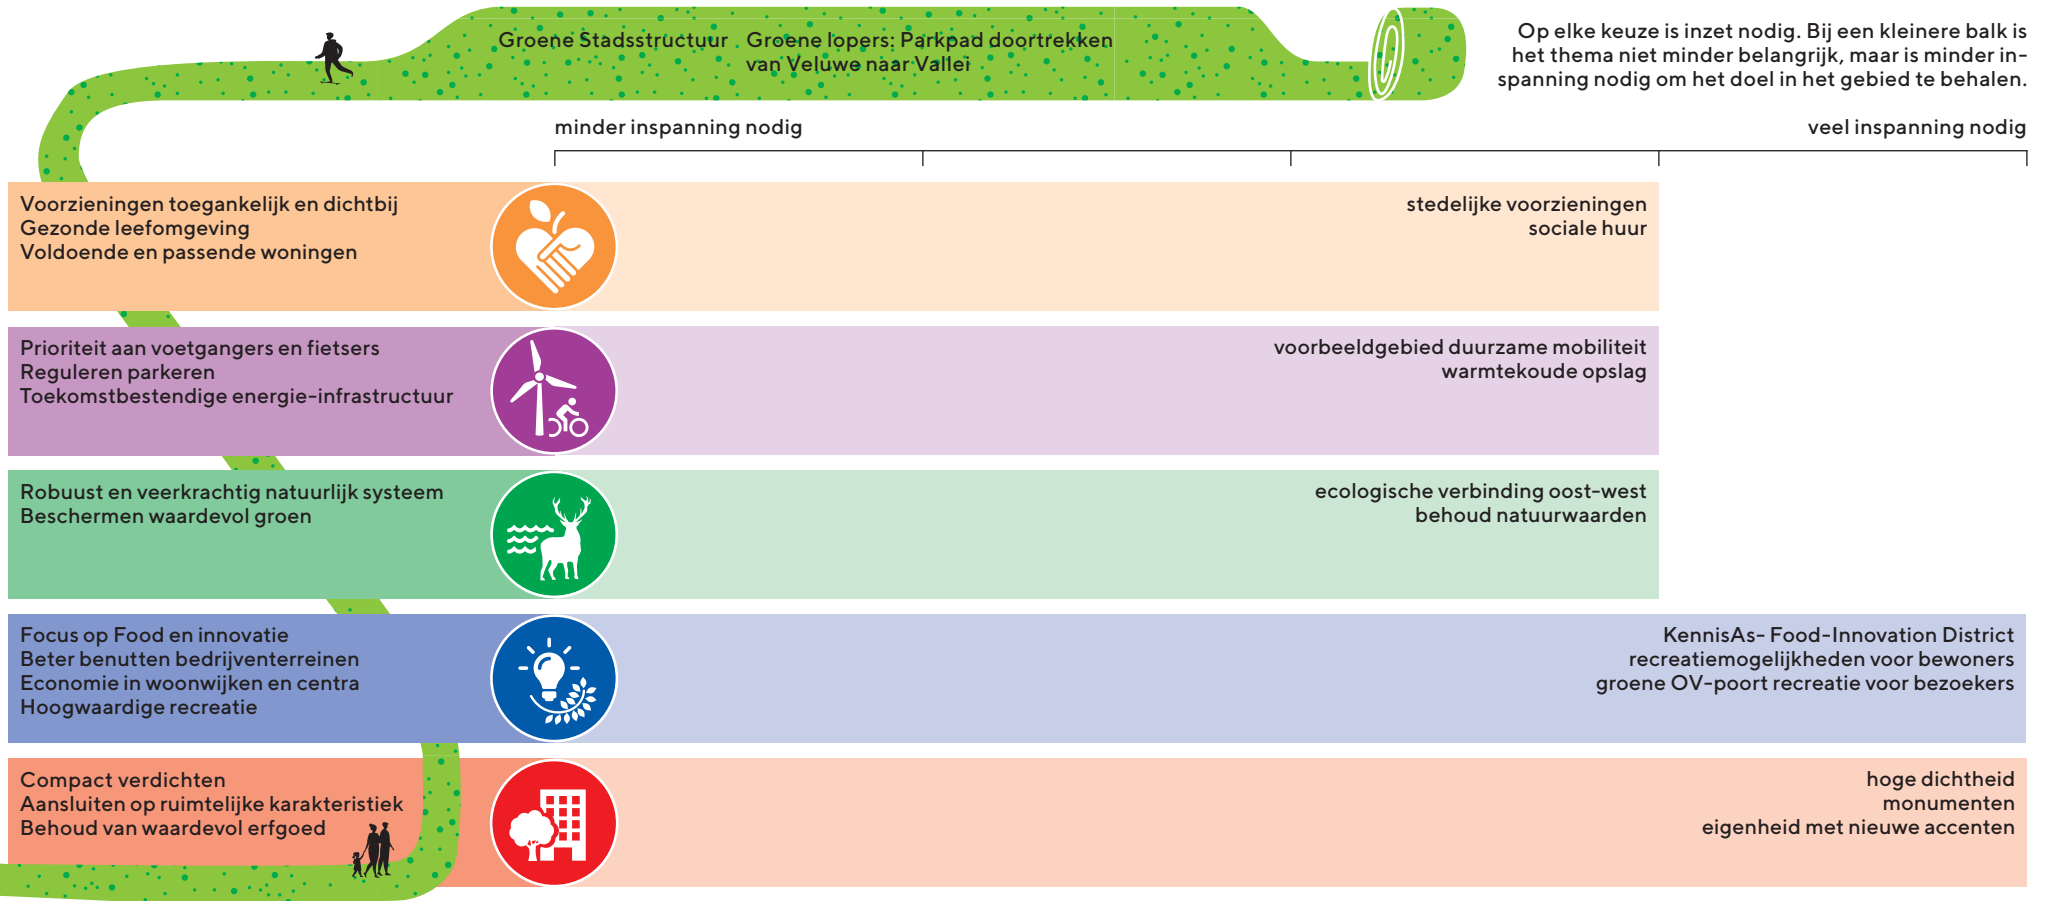 Groene Stadsstructuur
Groene lopers: Parkpad doortrekken
van Veluwe naar Vallei
Op elke keuze is inzet nodig. Bij een kleinere balk is
het thema niet minder belangrijk, maar is minder in-
spanning nodig om het doel in het gebied te behalen.
minder inspanning nodig
veel inspanning nodig
Voorzieningen toegankelijk en dichtbij
Gezonde leefomgeving
Voldoende en passende woningen
stedelijke voorzieningen
sociale huur
Prioriteit aan voetgangers en fietsers
Reguleren parkeren
Toekomstbestendige energie-infrastructuur
voorbeeldgebied duurzame mobiliteit
warmtekoude opslag
Robuust en veerkrachtig natuurlijk systeem
Beschermen waardevol groen
ecologische verbinding oost-west
behoud natuurwaarden
Focus op Food en innovatie
Beter benutten bedrijventerreinen
Economie in woonwijken en centra
Hoogwaardige recreatie
KennisAs- Food-Innovation District
recreatiemogelijkheden voor bewoners
groene OV-poort recreatie voor bezoekers
Compact verdichten
Aansluiten op ruimtelijke karakteristiek
Behoud van waardevol erfgoed
hoge dichtheid
monumenten
eigenheid met nieuwe accenten